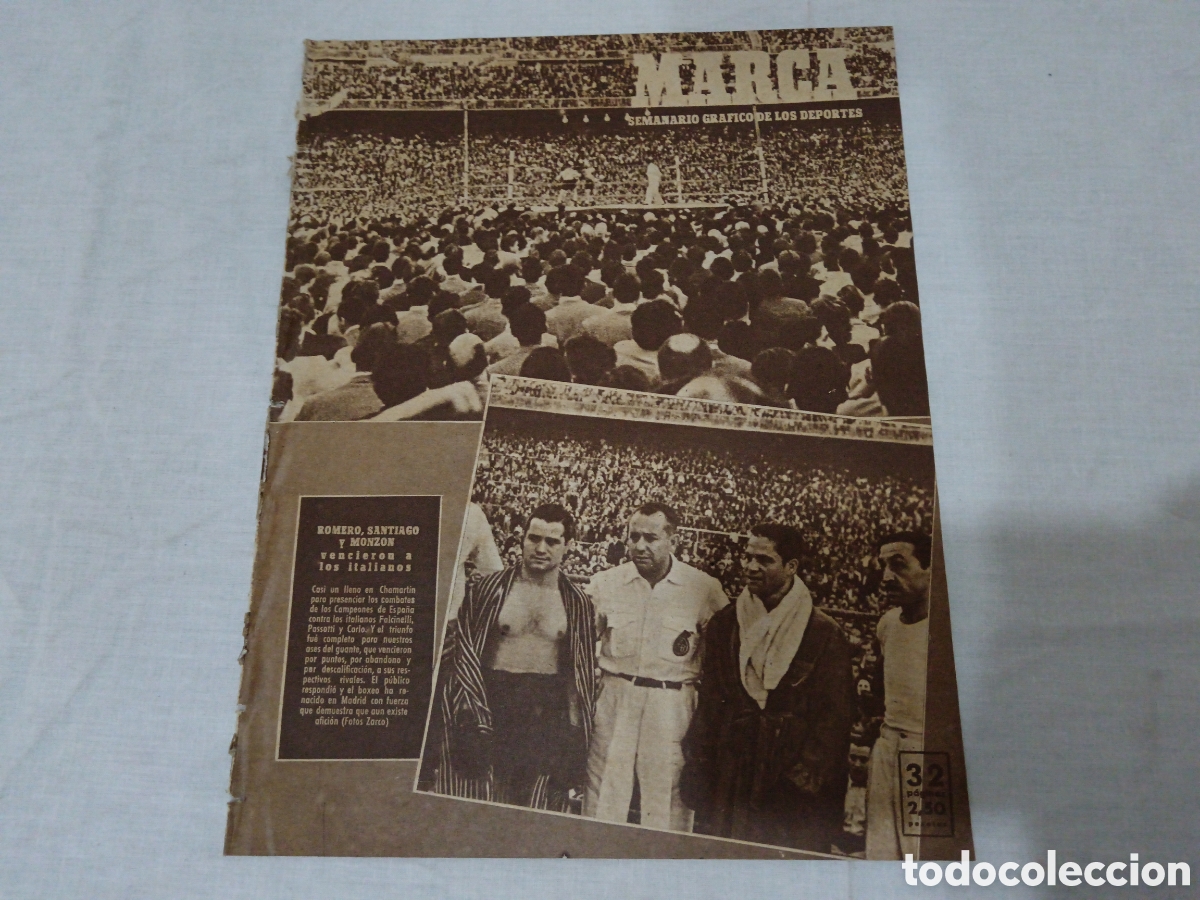 MARCA
SEMANARIO GRAFICO DE LOS DEPORTES
ROMERO, SANTIAGO
Y MONZON
vencieron a
los italianos
Casi un lleno en Chamartin
para presenciar los combates
de los Campeones de España
contra los italianos Falcinelli,
Passotti y Carlo. Y el triunfo
fué completo para nuestros
ases del guante, que vencieron
por puntos, por abandono y
por descalificación, a sus res-
pectivos rivales. El público
respondió y el boxeo ha re-
nacido en Madrid con fuerza
que demuestra que aun existe
afición (Fotos Zarco)
32
páginas
2,50
pesetas
todocoleccion